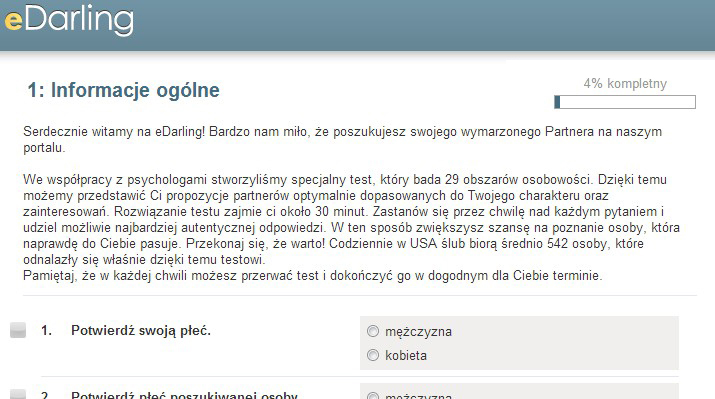 eDarling
1: Informacje ogólne
4% kompletny
Serdecznie witamy na eDarling! Bardzo nam miło, że poszukujesz swojego wymarzonego Partnera na naszym
portalu.
We współpracy z psychologami stworzyliśmy specjalny test, który bada 29 obszarów osobowości. Dzięki temu
możemy przedstawić Ci propozycje partnerów optymalnie dopasowanych do Twojego charakteru oraz
zainteresowań. Rozwiązanie testu zajmie ci około 30 minut. Zastanów się przez chwilę nad każdym pytaniem i
udziel możliwie najbardziej autentycznej odpowiedzi. W ten sposób zwiększysz szansę na poznanie osoby, która
naprawdę do Ciebie pasuje. Przekonaj się, że warto! Codziennie w USA ślub biorą średnio 542 osoby, które
odnalazły się właśnie dzięki temu testowi.
Pamiętaj, że w każdej chwili możesz przerwać test i dokończyć go w dogodnym dla Ciebie terminie.
1. Potwierdź swoją płeć.
mężczyzna
kobieta
2. Potwierdź płeć poszukiwanej osoby
mężczyzna